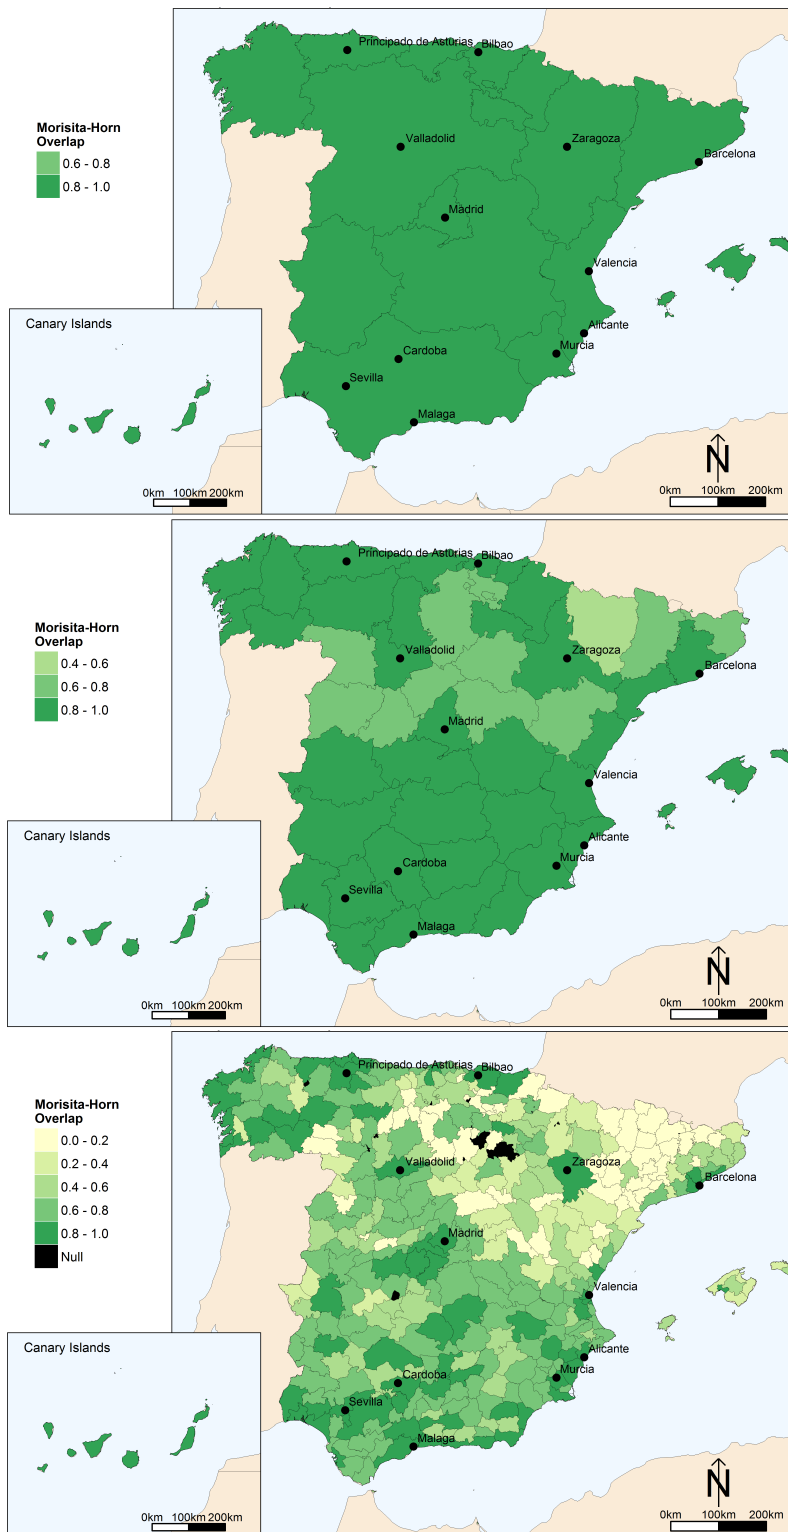 Principado de Asturias
Bilbao
Morisita-Horn
Overlap
0.6 - 0.8
0.8 - 1.0
Valladolid
Zaragoza
Barcelona
Madrid
Valencia
Canary Islands
Alicante
Murcia
Cardoba
Sevilla
Malaga
N
0km 100km 200km
0km 100km 200km
Principado de Asturias
Bilbao
Morisita-Horn
Overlap
0.4 - 0.6
0.6 - 0.8
0.8 - 1.0
Valladolid
Zaragoza
Barcelona
Madrid
Valencia
Canary Islands
Alicante
Murcia
Cardoba
Sevilla
Malaga
N
0km 100km 200km
0km 100km 200km
Principado de Asturias
Bilbao
Morisita-Horn
Overlap
0.0 - 0.2
0.2 - 0.4
0.4 - 0.6
0.6 - 0.8
0.8 - 1.0
Null
Valladolid
Zaragoza
Barcelona
Madrid
Valencia
Canary Islands
Alicante
Murcia
Cardoba
Sevilla
Malaga
N
0km 100km 200km
0km 100km 200km